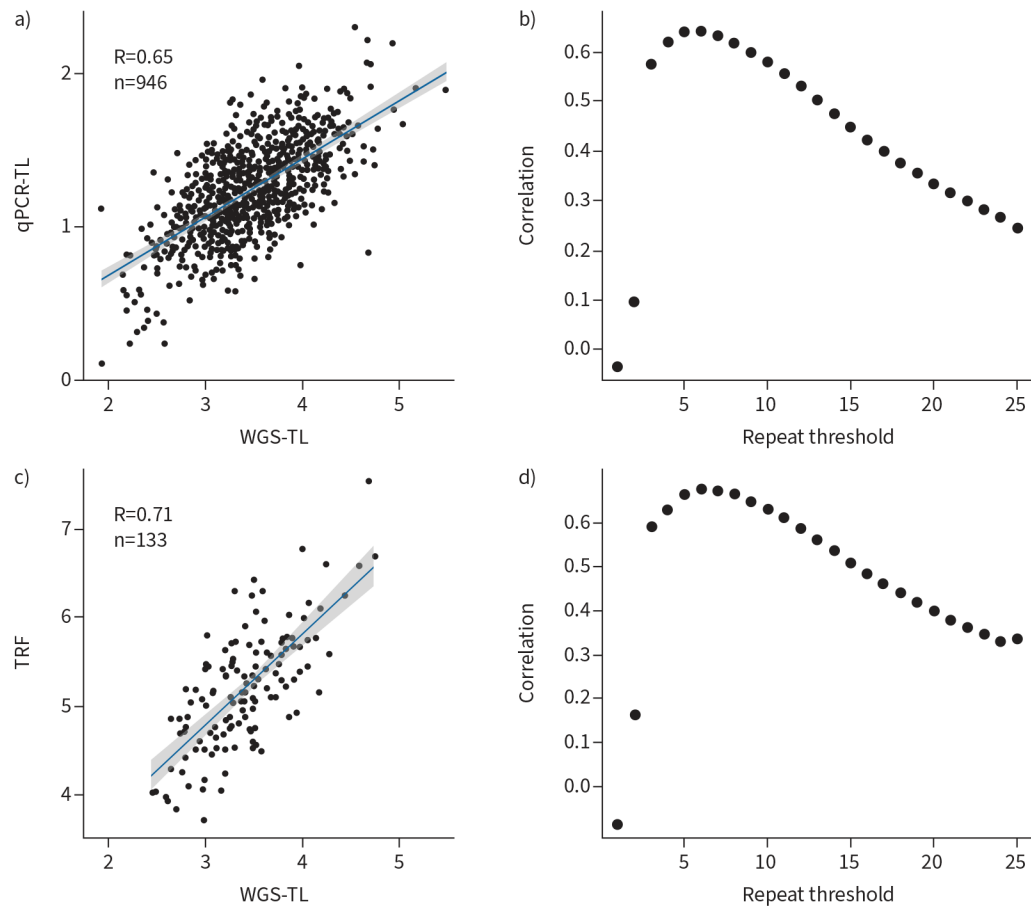 a)
R=0.65
n=946
qPCR-TL
2
1
0
2 3 4 5
WGS-TL
b)
Correlation
0.6
0.5
0.4
0.3
0.2
0.1
0.0
5 10 15 20 25
Repeat threshold
c)
R=0.71
n=133
TRF
7
6
5
4
2 3 4 5
WGS-TL
d)
Correlation
0.6
0.5
0.4
0.3
0.2
0.1
0.0
5 10 15 20 25
Repeat threshold